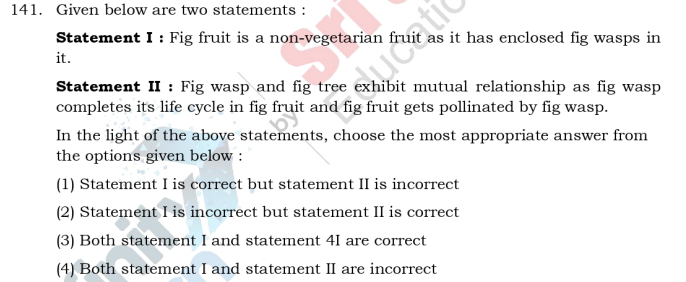 141. Given below are two statements :
Statement I : Fig fruit is a non-vegetarian fruit as it has enclosed fig wasps in
it.
Statement II : Fig wasp and fig tree exhibit mutual relationship as fig wasp
completes its life cycle in fig fruit and fig fruit gets pollinated by fig wasp.
In the light of the above statements, choose the most appropriate answer from
the options given below :
(1) Statement I is correct but statement II is incorrect
(2) Statement I is incorrect but statement II is correct
(3) Both statement I and statement 4I are correct
(4) Both statement I and statement II are incorrect
by